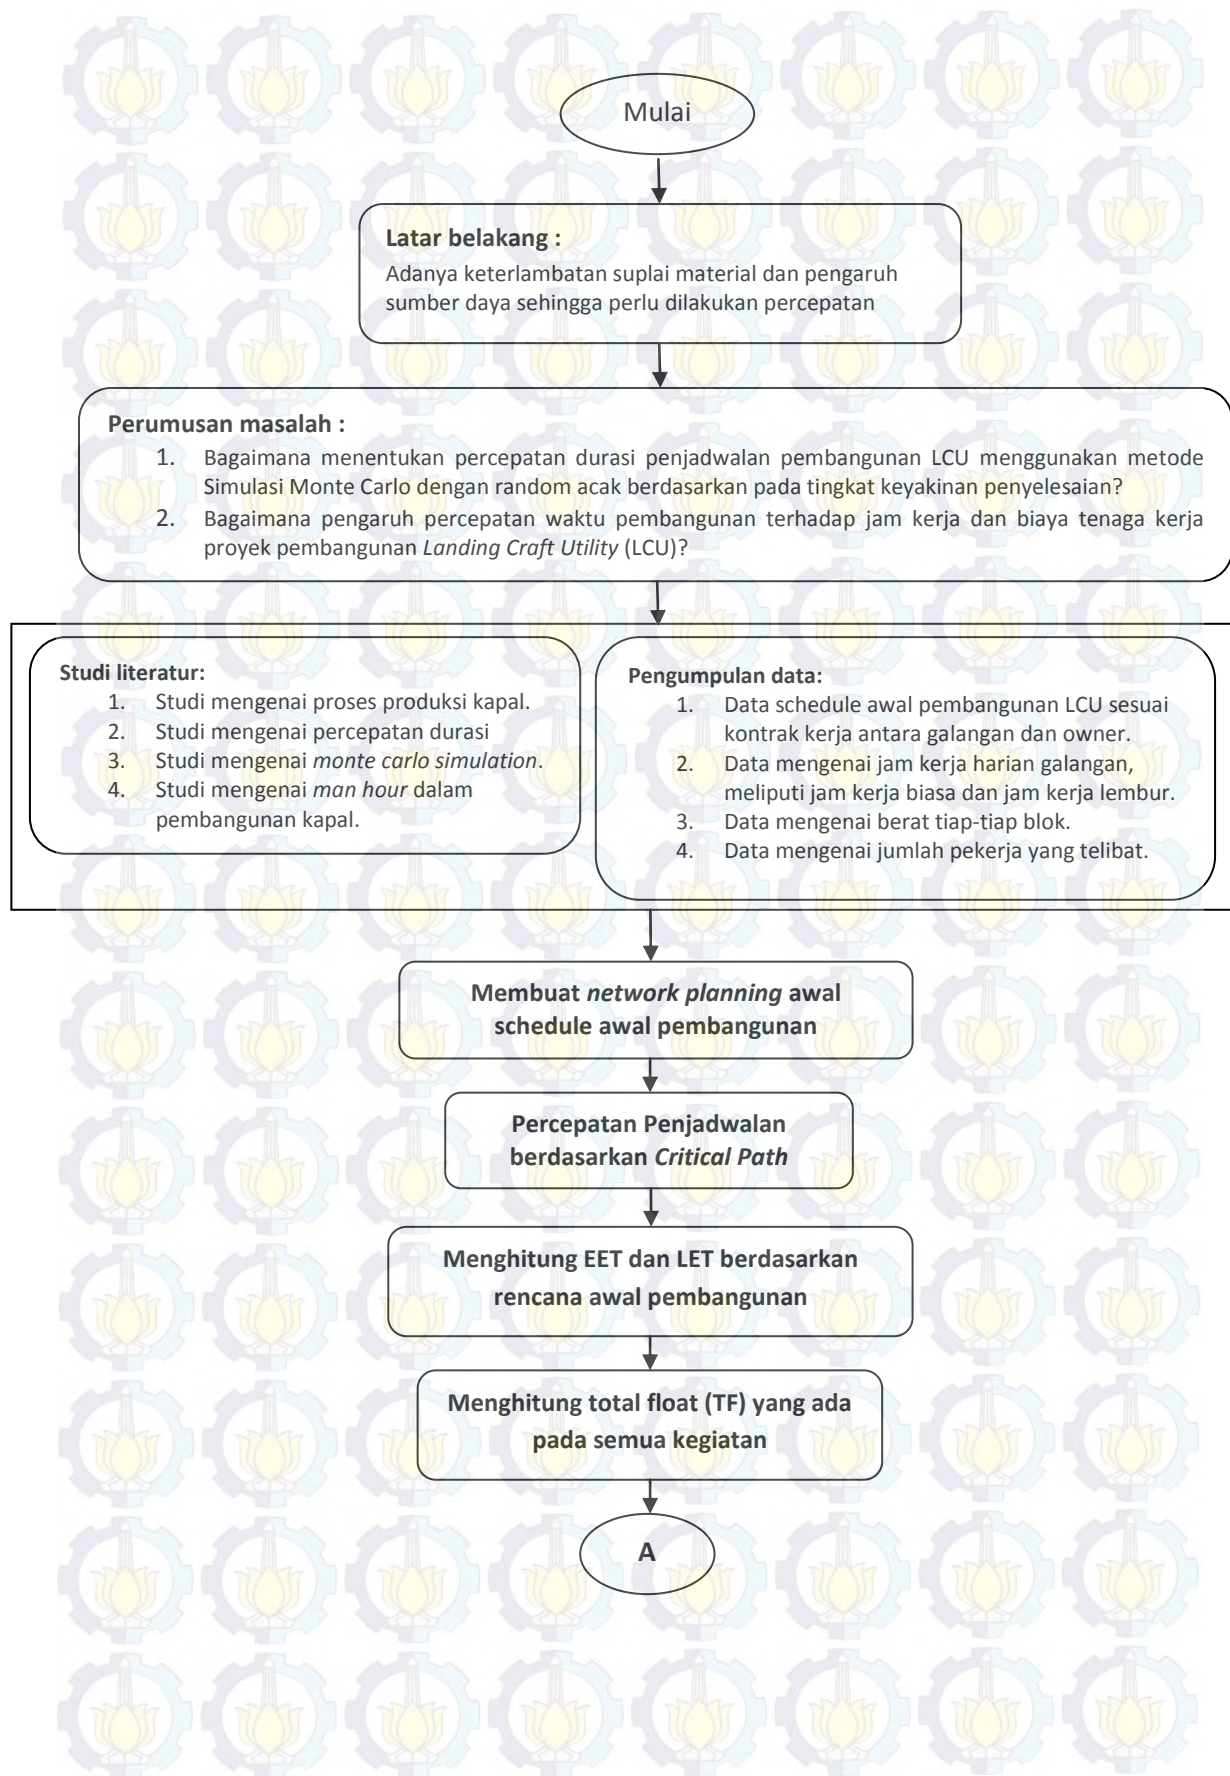 Mulai
Latar belakang :
Adanya keterlambatan suplai material dan pengaruh
sumber daya sehingga perlu dilakukan percepatan
Perumusan masalah :
1. Bagaimana menentukan percepatan durasi penjadwalan pembangunan LCU menggunakan metode
Simulasi Monte Carlo dengan random acak berdasarkan pada tingkat keyakinan penyelesaian?
2. Bagaimana pengaruh percepatan waktu pembangunan terhadap jam kerja dan biaya tenaga kerja
proyek pembangunan Landing Craft Utility (LCU)?
Studi literatur:
1. Studi mengenai proses produksi kapal.
2. Studi mengenai percepatan durasi
3. Studi mengenai monte carlo simulation.
4. Studi mengenai man hour dalam
pembangunan kapal.
Pengumpulan data:
1. Data schedule awal pembangunan LCU sesuai
kontrak kerja antara galangan dan owner.
2. Data mengenai jam kerja harian galangan,
meliputi jam kerja biasa dan jam kerja lembur.
3. Data mengenai berat tiap-tiap blok.
4. Data mengenai jumlah pekerja yang telibat.
Membuat network planning awal
schedule awal pembangunan
Percepatan Penjadwalan
berdasarkan Critical Path
Menghitung EET dan LET berdasarkan
rencana awal pembangunan
Menghitung total float (TF) yang ada
pada semua kegiatan
A